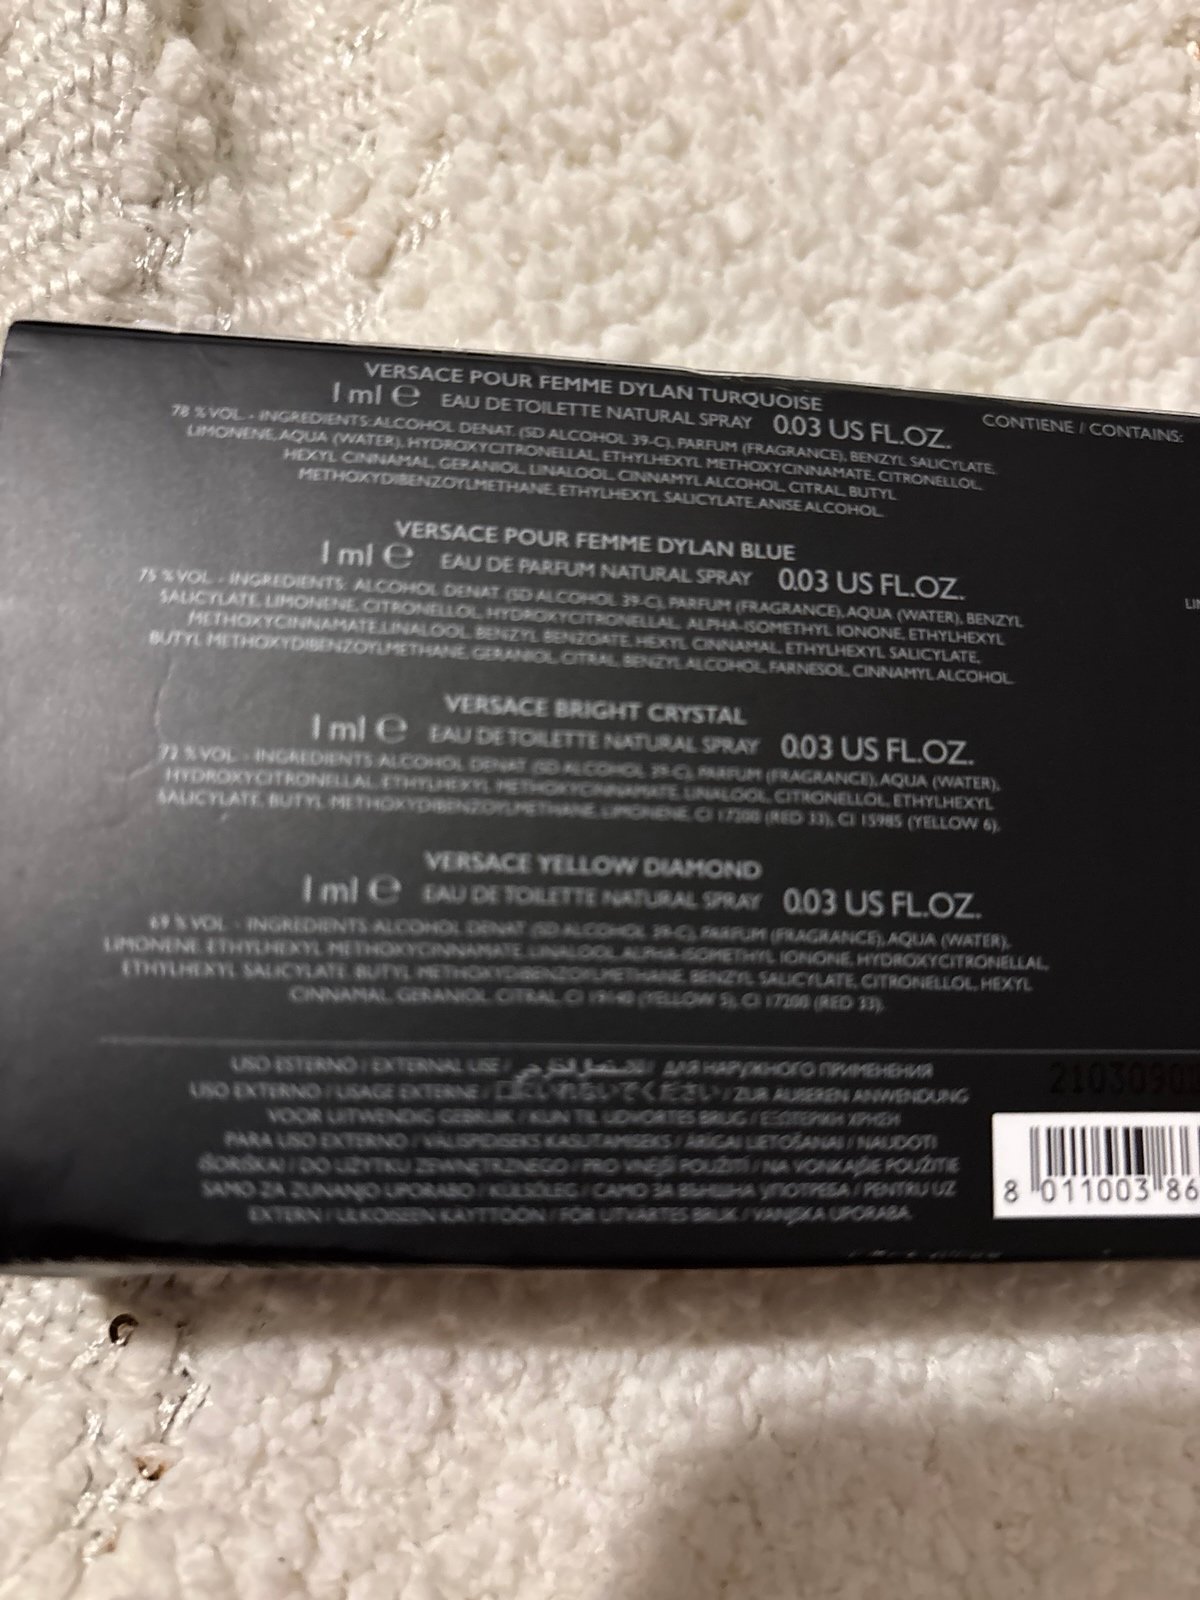 VERSACE POUR FEMME DYLAN TURQUOISE
1 ml ℮ EAU DE TOILETTE NATURAL SPRAY 0.03 US FL.OZ.
78 % VOL. - INGREDIENTS: ALCOHOL DENAT. (SD ALCOHOL 39-C), PARFUM (FRAGRANCE), BENZYL SALICYLATE,
LIMONENE, AQUA (WATER), HYDROXYCITRONELLAL, ETHYLHEXYL METHOXYCINNAMATE, CITRONELLOL,
HEXYL CINNAMAL, GERANIOL, LINALOOL, CINNAMYL ALCOHOL, CITRAL, BUTYL
METHOXYDIBENZOYLMETHANE, ETHYLHEXYL SALICYLATE, ANISE ALCOHOL.
CONTIENE / CONTAINS:
VERSACE POUR FEMME DYLAN BLUE
1 ml ℮ EAU DE PARFUM NATURAL SPRAY 0.03 US FL.OZ.
75 % VOL. - INGREDIENTS: ALCOHOL DENAT. (SD ALCOHOL 39-C), PARFUM (FRAGRANCE), AQUA (WATER), BENZYL
SALICYLATE, LIMONENE, CITRONELLOL, HYDROXYCITRONELLAL, ALPHA-ISOMETHYL IONONE, ETHYLHEXYL
METHOXYCINNAMATE, LINALOOL, BENZYL BENZOATE, HEXYL CINNAMAL, ETHYLHEXYL SALICYLATE,
BUTYL METHOXYDIBENZOYLMETHANE, GERANIOL, CITRAL, BENZYL ALCOHOL, FARNESOL, CINNAMYL ALCOHOL.
VERSACE BRIGHT CRYSTAL
1 ml ℮ EAU DE TOILETTE NATURAL SPRAY 0.03 US FL.OZ.
72 % VOL. - INGREDIENTS: ALCOHOL DENAT. (SD ALCOHOL 39-C), PARFUM (FRAGRANCE), AQUA (WATER),
HYDROXYCITRONELLAL, ETHYLHEXYL METHOXYCINNAMATE, LINALOOL, CITRONELLOL, ETHYLHEXYL
SALICYLATE, BUTYL METHOXYDIBENZOYLMETHANE, LIMONENE, CI 17200 (RED 33), CI 15985 (YELLOW 6).
VERSACE YELLOW DIAMOND
1 ml ℮ EAU DE TOILETTE NATURAL SPRAY 0.03 US FL.OZ.
69 % VOL. - INGREDIENTS: ALCOHOL DENAT. (SD ALCOHOL 39-C), PARFUM (FRAGRANCE), AQUA (WATER),
LIMONENE, ETHYLHEXYL METHOXYCINNAMATE, LINALOOL, ALPHA-ISOMETHYL IONONE, HYDROXYCITRONELLAL,
ETHYLHEXYL SALICYLATE, BUTYL METHOXYDIBENZOYLMETHANE, BENZYL SALICYLATE, CITRONELLOL, HEXYL
CINNAMAL, GERANIOL, CITRAL, CI 19140 (YELLOW 5), CI 17200 (RED 33).
USO ESTERNO / EXTERNAL USE / للاستعمال الخارجي / ДЛЯ НАРУЖНОГО ПРИМЕНЕНИЯ
USO EXTERNO / USAGE EXTERNE / ZUR ÄUßEREN ANWENDUNG
VOOR UITWENDIG GEBRUIK / KUN TIL UDVORTES BRUG / ΕΞΩΤΕΡΙΚΗ ΧΡΗΣΗ
PARA USO EXTERNO / VÄLISPIDISEKS KASUTAMISEKS / ĀRĪGAI LIETOŠANAI / NAUDOTI
IŠORIŠKAI / DO UŻYTKU ZEWNĘTRZNEGO / PRO VNĚJŠÍ POUŽITÍ / NA VONKAJŠIE POUŽITIE
SAMO ZA ZUNANJO UPORABO / KÜLSŐLEG / САМО ЗА ВЪНШНА УПОТРЕБА / PENTRU UZ
EXTERN / ULKOISEEN KÄYTTÖÖN / FÖR UTVÄRTES BRUK / VANJSKA UPORABA.
8 011003 86